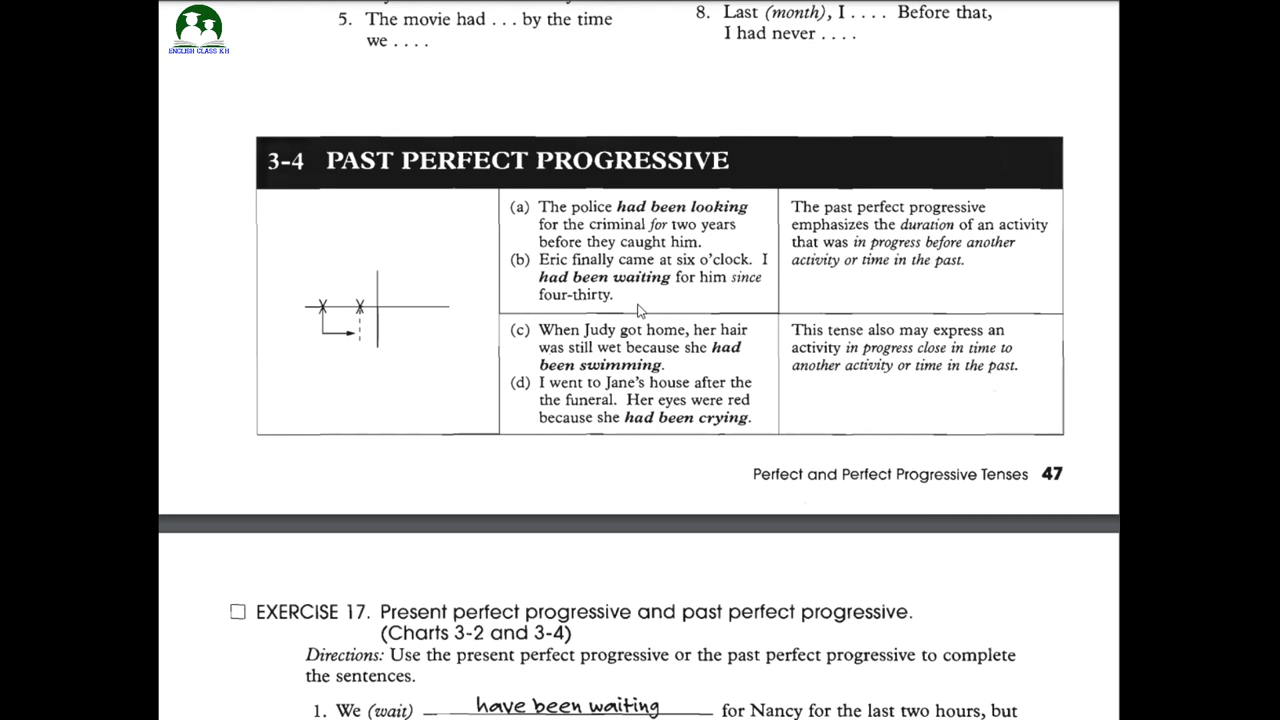 ENGLISH CLASS KH
5. The movie had . . . by the time
we . . . .
8. Last (month), I . . . . Before that,
I had never . . . .
3-4 PAST PERFECT PROGRESSIVE
(a) The police had been looking
for the criminal for two years
before they caught him.
(b) Eric finally came at six o’clock. I
had been waiting for him since
four-thirty.
The past perfect progressive
emphasizes the duration of an activity
that was in progress before another
activity or time in the past.
(c) When Judy got home, her hair
was still wet because she had
been swimming.
(d) I went to Jane’s house after the
the funeral. Her eyes were red
because she had been crying.
This tense also may express an
activity in progress close in time to
another activity or time in the past.
Perfect and Perfect Progressive Tenses 47
EXERCISE 17. Present perfect progressive and past perfect progressive.
(Charts 3-2 and 3-4)
Directions: Use the present perfect progressive or the past perfect progressive to complete
the sentences.
1. We (wait) have been waiting for Nancy for the last two hours, but